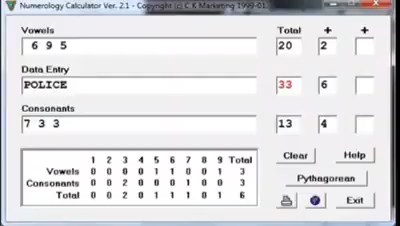 Numerology Calculator Ver. 2.1 - Copyright (c) C K Marketing 1999-01.
Vowels Total + +
6 9 5 20 2
Data Entry
POLICE 33 6
Consonants
7 3 3 13 4
1 2 3 4 5 6 7 8 9 Total
Vowels 0 0 0 0 1 1 0 0 1 3
Consonants 0 0 2 0 0 0 1 0 0 3
Total 0 0 2 0 1 1 1 0 1 6
Clear Help
Pythagorean
Exit